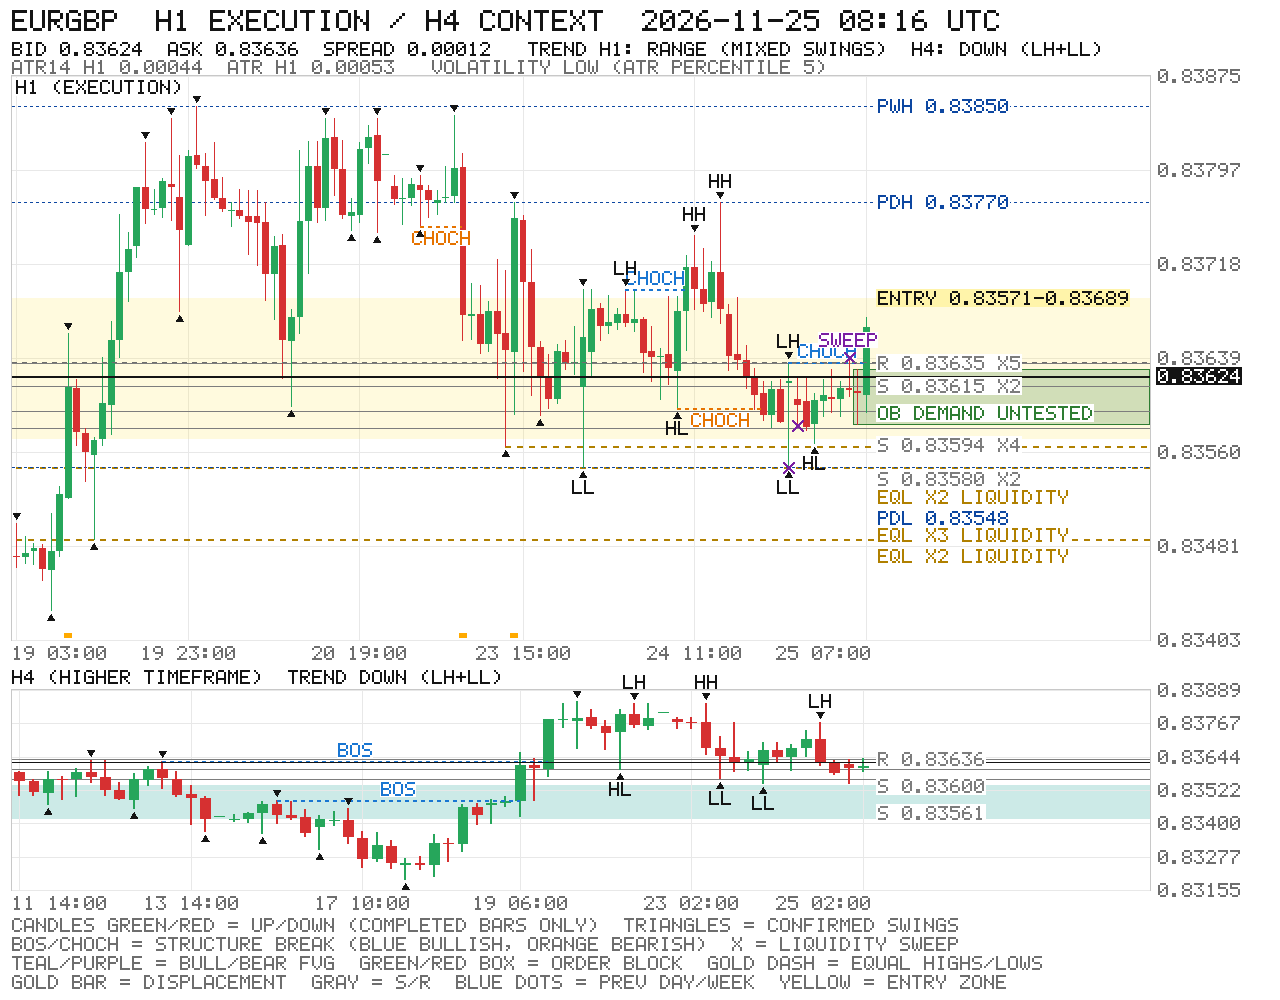 EURGBP  H1 EXECUTION / H4 CONTEXT  2026-11-25 08:16 UTC
BID 0.83624  ASK 0.83636  SPREAD 0.00012   TREND H1: RANGE (MIXED SWINGS)  H4: DOWN (LH+LL)
ATR14 H1 0.00044  ATR H1 0.00053   VOLATILITY LOW (ATR PERCENTILE 5)
H1 (EXECUTION)
0.83875
PWH 0.83850
0.83797
HH
PDH 0.83770
HH
CHOCH
0.83718
LH
CHOCH
ENTRY 0.83571-0.83689
SWEEP
LH
CHOCH
0.83639
R 0.83635 X5
0.83624
S 0.83615 X2
OB DEMAND UNTESTED
CHOCH
HL
S 0.83594 X4
0.83560
HL
S 0.83580 X2
LL
LL
EQL X2 LIQUIDITY
PDL 0.83548
EQL X3 LIQUIDITY
0.83481
EQL X2 LIQUIDITY
0.83403
19 03:00
19 23:00
20 19:00
23 15:00
24 11:00
25 07:00
H4 (HIGHER TIMEFRAME)  TREND DOWN (LH+LL)
LH
HH
0.83889
LH
0.83767
BOS
R 0.83636
0.83644
HL
S 0.83600
BOS
0.83522
LL
LL
S 0.83561
0.83400
0.83277
0.83155
11 14:00
13 14:00
17 10:00
19 06:00
23 02:00
25 02:00
CANDLES GREEN/RED = UP/DOWN (COMPLETED BARS ONLY)  TRIANGLES = CONFIRMED SWINGS
BOS/CHOCH = STRUCTURE BREAK (BLUE BULLISH, ORANGE BEARISH)  X = LIQUIDITY SWEEP
TEAL/PURPLE = BULL/BEAR FVG  GREEN/RED BOX = ORDER BLOCK  GOLD DASH = EQUAL HIGHS/LOWS
GOLD BAR = DISPLACEMENT  GRAY = S/R  BLUE DOTS = PREV DAY/WEEK  YELLOW = ENTRY ZONE